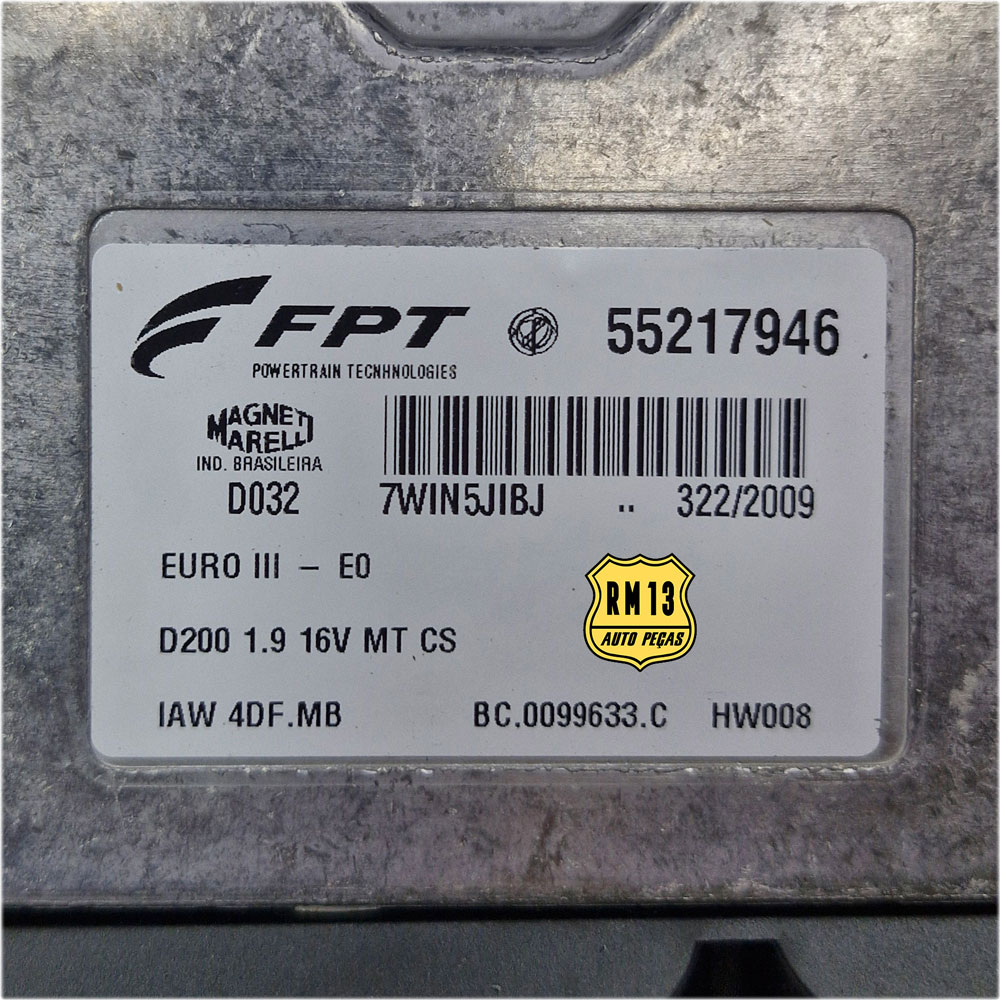 FPT 55217946
POWERTRAIN TECNHNOLOGIES
MAGNETI
MARELLI
IND. BRASILEIRA
D032 7WIN5JIBJ .. 322/2009
EURO III – E0
RM 13
AUTO PEÇAS
D200 1.9 16V MT CS
IAW 4DF.MB BC.0099633.C HW008